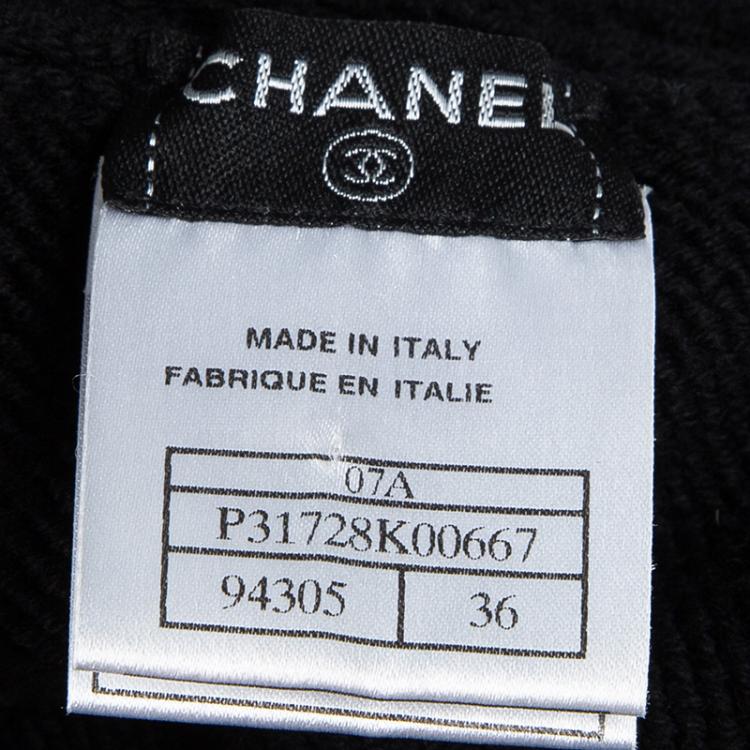 CHANEL
MADE IN ITALY
FABRIQUE EN ITALIE
07A
P31728K00667
94305 36